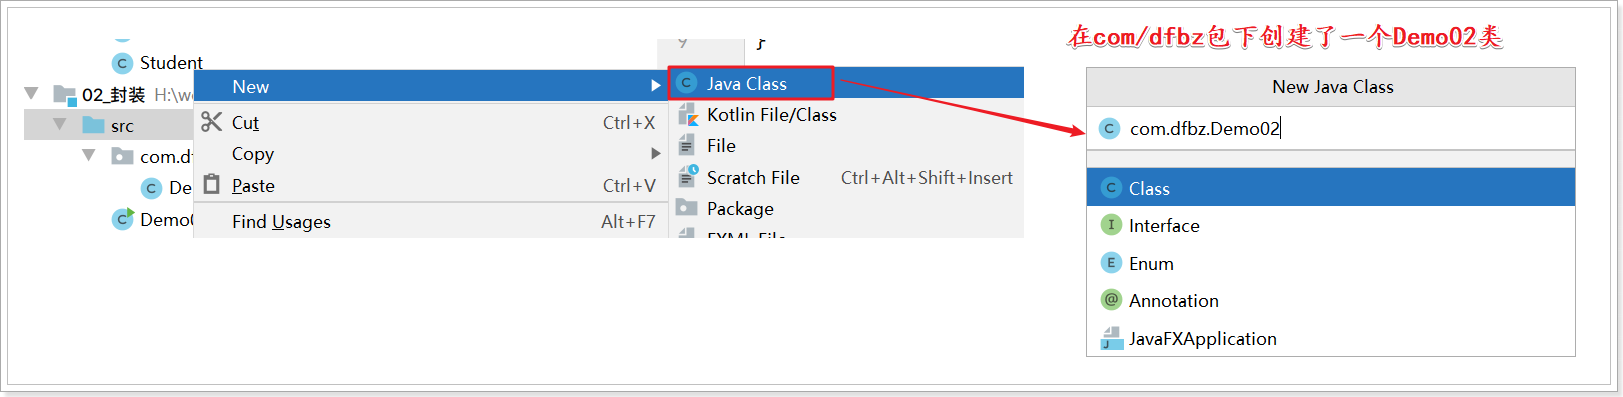 在com/dfbz包下创建了一个Demo02类
9
}
Student
02_封装 H:\w
src
com.df
De
Demo0
New
Cut Ctrl+X
Copy
Paste Ctrl+V
Find Usages Alt+F7
Java Class
Kotlin File/Class
File
Scratch File Ctrl+Alt+Shift+Insert
Package
FXML File
New Java Class
com.dfbz.Demo02
Class
Interface
Enum
Annotation
JavaFXApplication